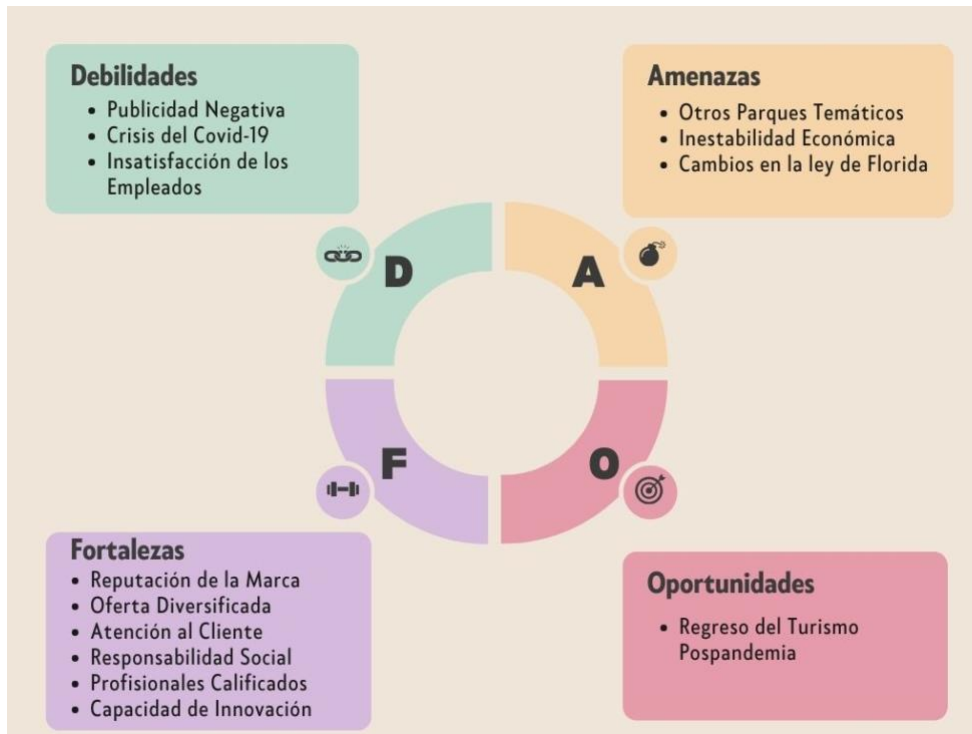 Debilidades
• Publicidad Negativa
• Crisis del Covid-19
• Insatisfacción de los
Empleados
Amenazas
• Otros Parques Temáticos
• Inestabilidad Económica
• Cambios en la ley de Florida
D
A
F
O
Fortalezas
• Reputación de la Marca
• Oferta Diversificada
• Atención al Cliente
• Responsabilidad Social
• Profisionales Calificados
• Capacidad de Innovación
Oportunidades
• Regreso del Turismo
Pospandemia